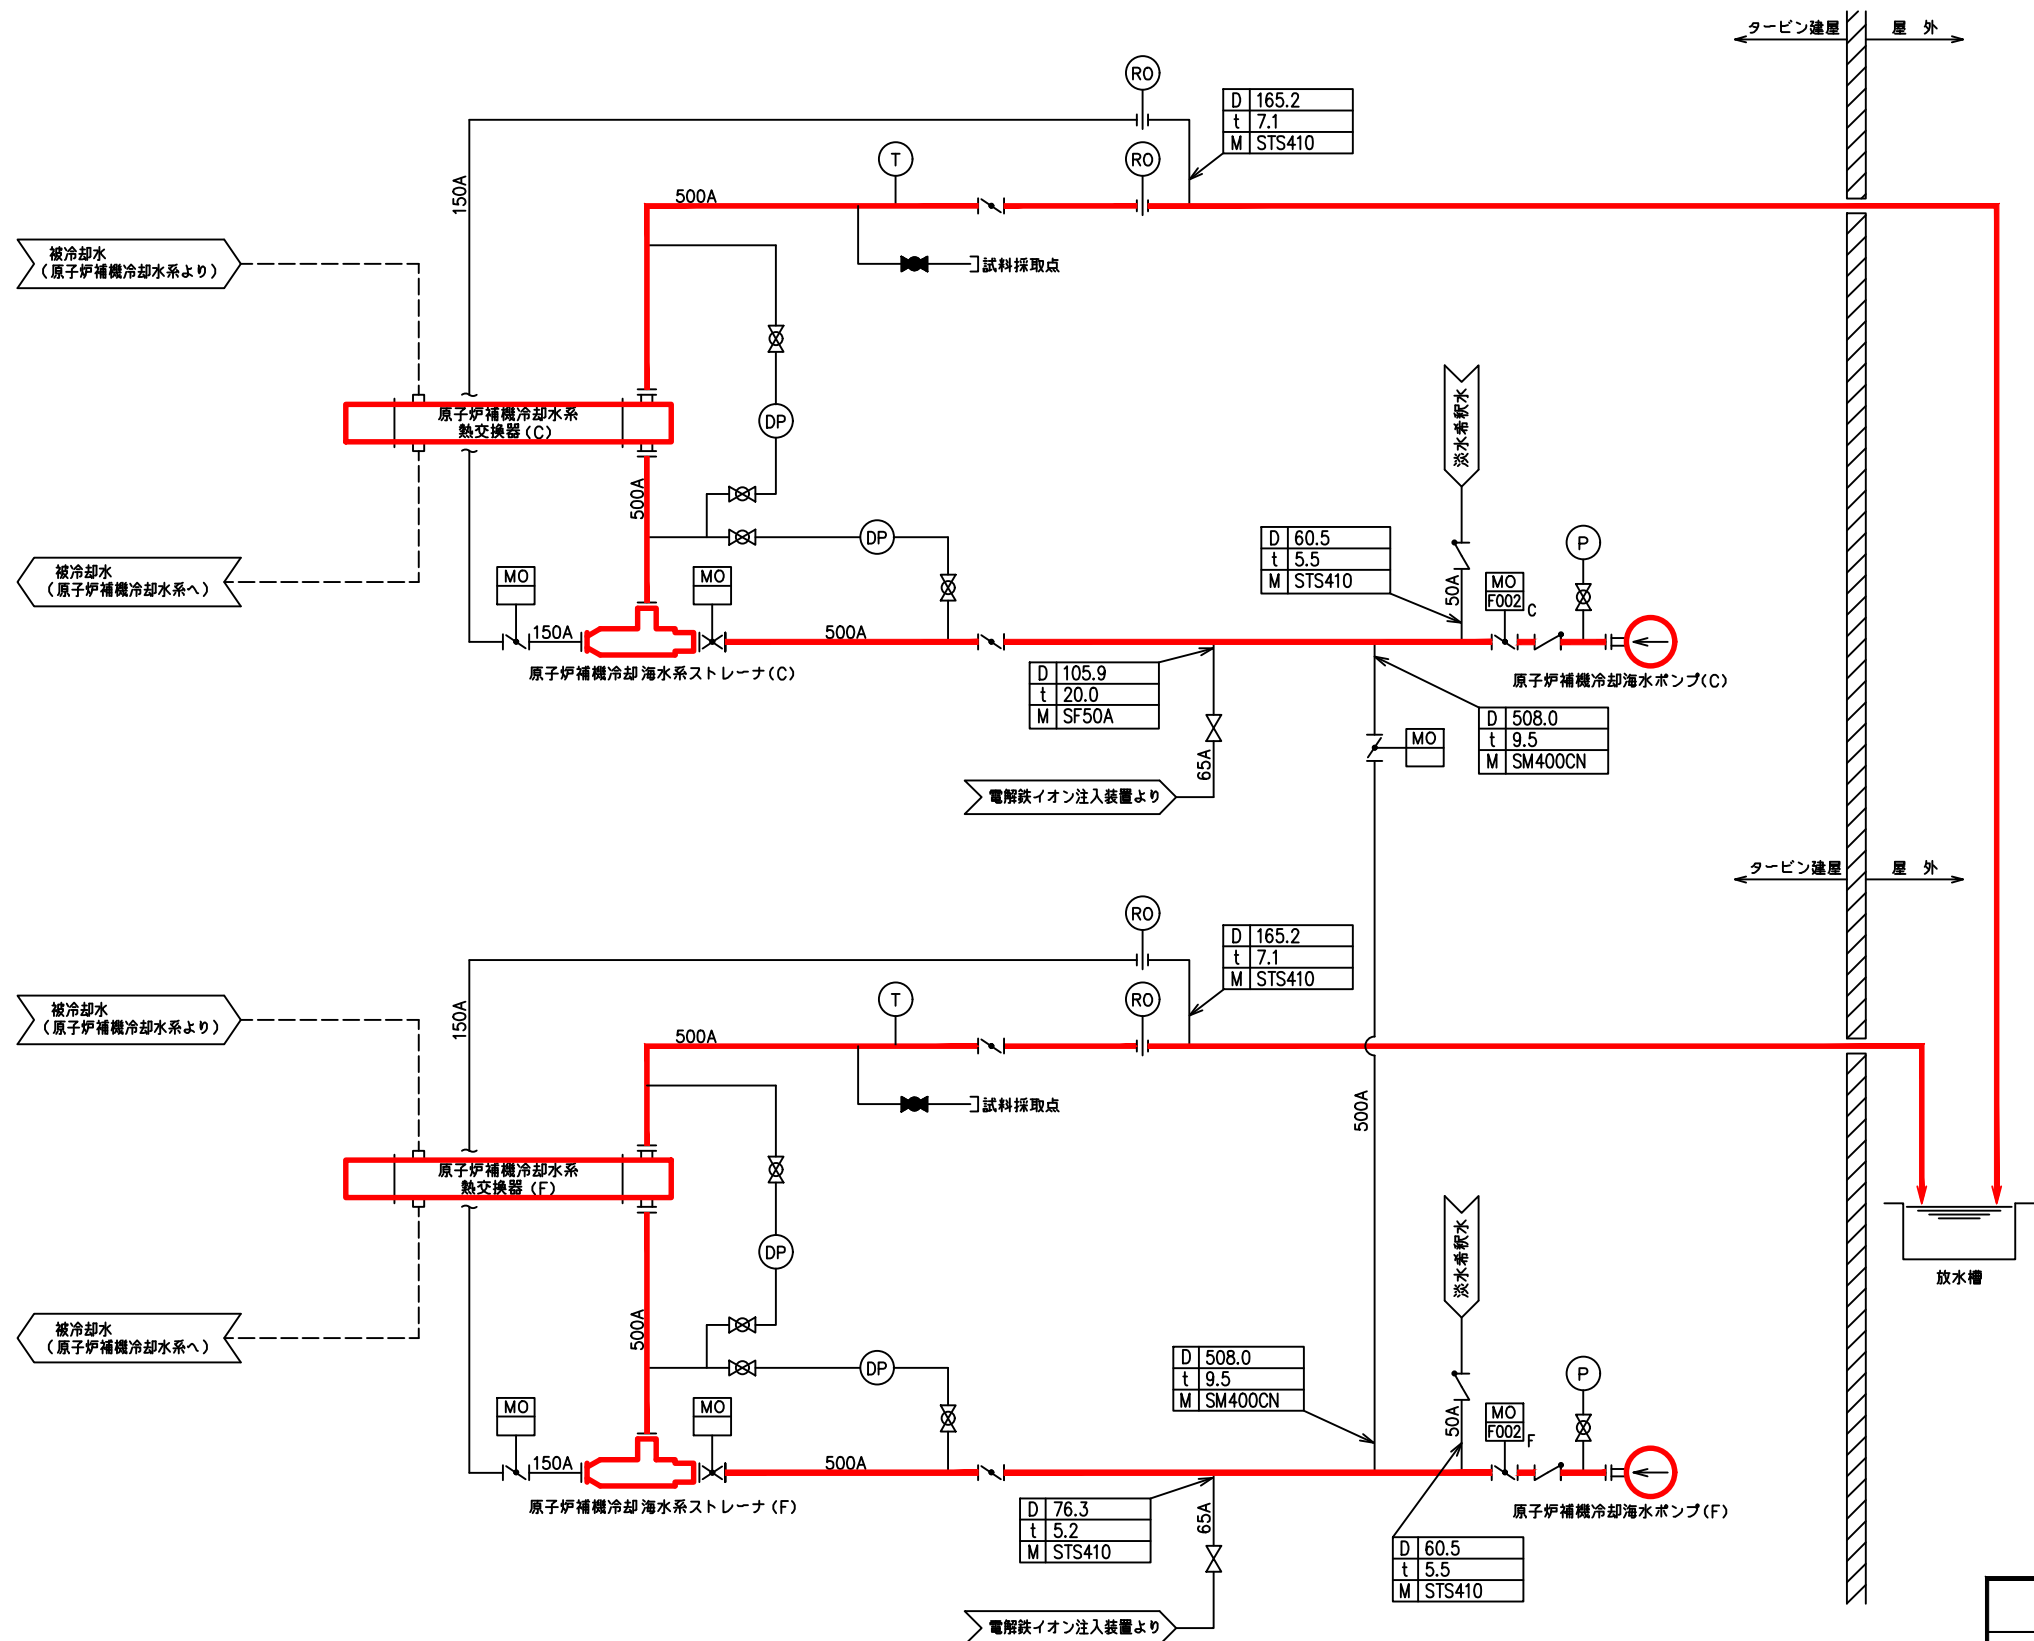 タービン建屋
屋 外
RO
D 165.2
t 7.1
M STS410
T
RO
500A
150A
被冷却水
(原子炉補機冷却水系より)
試料採取点
原子炉補機冷却水系
熱交換器(C)
DP
淡水希釈水
500A
DP
D 60.5
t 5.5
M STS410
P
被冷却水
(原子炉補機冷却水系へ)
MO
MO
50A
MO
F002 C
150A
500A
原子炉補機冷却海水系ストレーナ(C)
D 105.9
t 20.0
M SF50A
原子炉補機冷却海水ポンプ(C)
D 508.0
t 9.5
M SM400CN
MO
65A
電解鉄イオン注入装置より
タービン建屋
屋 外
RO
D 165.2
t 7.1
M STS410
T
RO
500A
150A
被冷却水
(原子炉補機冷却水系より)
試料採取点
500A
原子炉補機冷却水系
熱交換器(F)
DP
淡水希釈水
放水槽
500A
被冷却水
(原子炉補機冷却水系へ)
DP
D 508.0
t 9.5
M SM400CN
P
MO
MO
50A
MO
F002 F
150A
500A
原子炉補機冷却海水系ストレーナ(F)
D 76.3
t 5.2
M STS410
65A
原子炉補機冷却海水ポンプ(F)
D 60.5
t 5.5
M STS410
電解鉄イオン注入装置より